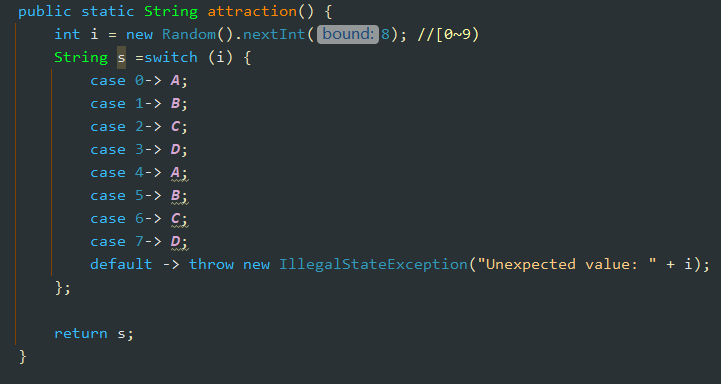 public static String attraction() {
    int i = new Random().nextInt( bound: 8); //[0~9)
    String s =switch (i) {
        case 0-> A;
        case 1-> B;
        case 2-> C;
        case 3-> D;
        case 4-> A;
        case 5-> B;
        case 6-> C;
        case 7-> D;
        default -> throw new IllegalStateException("Unexpected value: " + i);
    };
    return s;
}